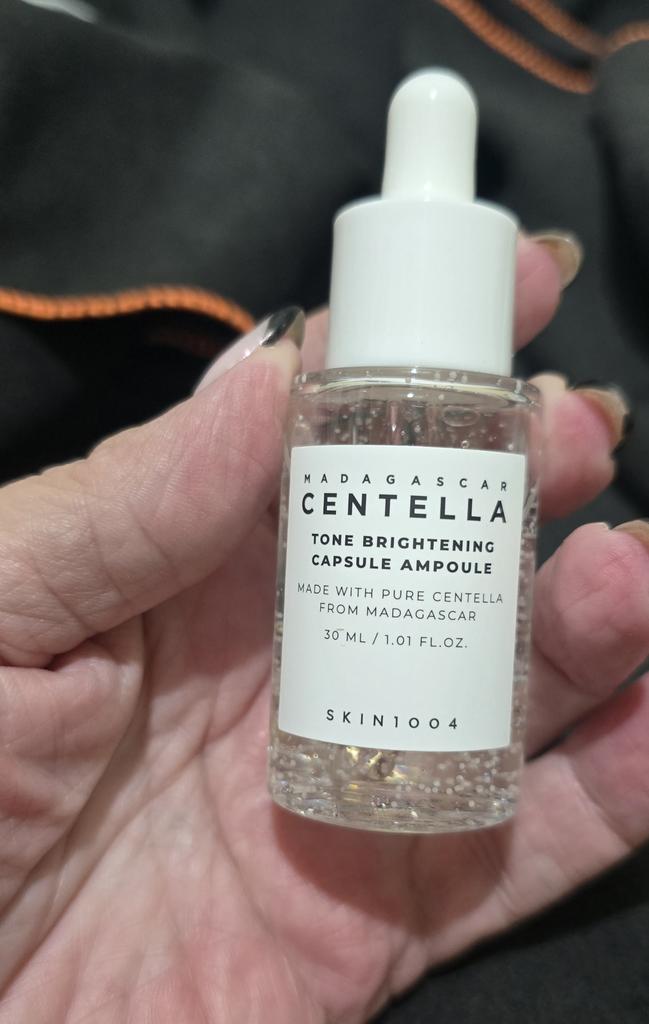 MADAGASCAR
CENTELLA
TONE BRIGHTENING
CAPSULE AMPOULE
MADE WITH PURE CENTELLA
FROM MADAGASCAR
30 ML / 1.01 FL.OZ.
SKIN1004